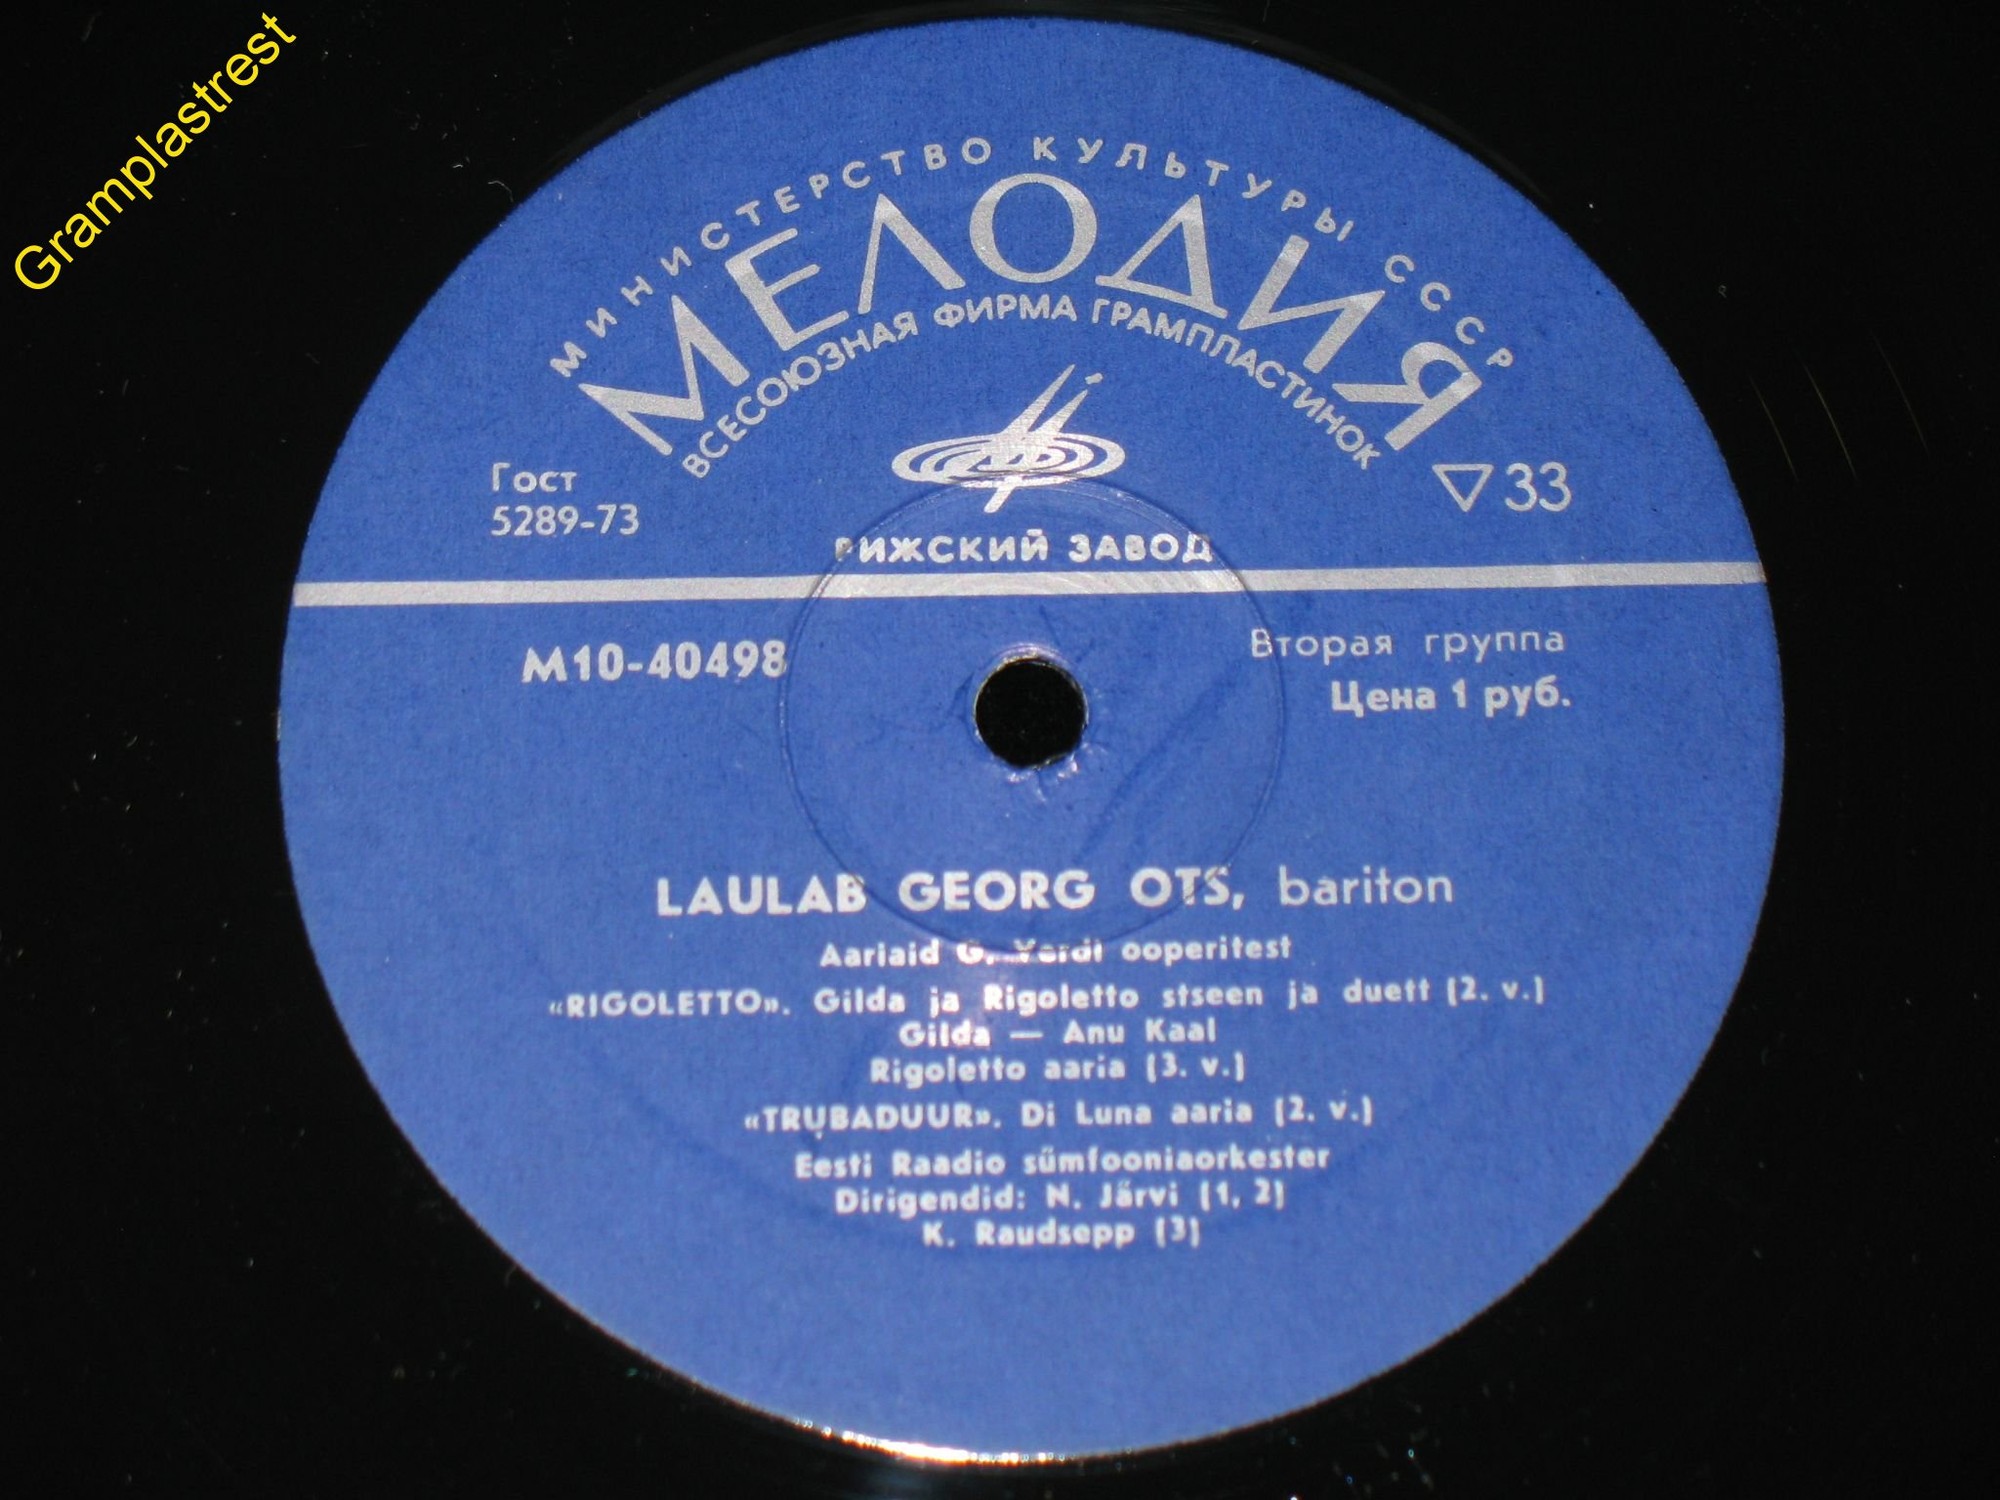 Gramplastrest
МИНИСТЕРСТВО КУЛЬТУРЫ СССР
МЕЛОДИЯ
ВСЕСОЮЗНАЯ ФИРМА ГРАМПЛАСТИНОК
Гост
5289-73
33
РИЖСКИЙ ЗАВОД
М10-40498
Вторая группа
Цена 1 руб.
LAULAB GEORG OTS, bariton
Aariaid G. Verdi ooperitest
«RIGOLETTO». Gilda ja Rigoletto stseen ja duett (2. v.)
Gilda — Anu Kaal
Rigoletto aaria (3. v.)
«TRUBADUUR». Di Luna aaria (2. v.)
Eesti Raadio sümfooniaorkester
Dirigendid: N. Järvi (1, 2)
K. Raudsepp (3)